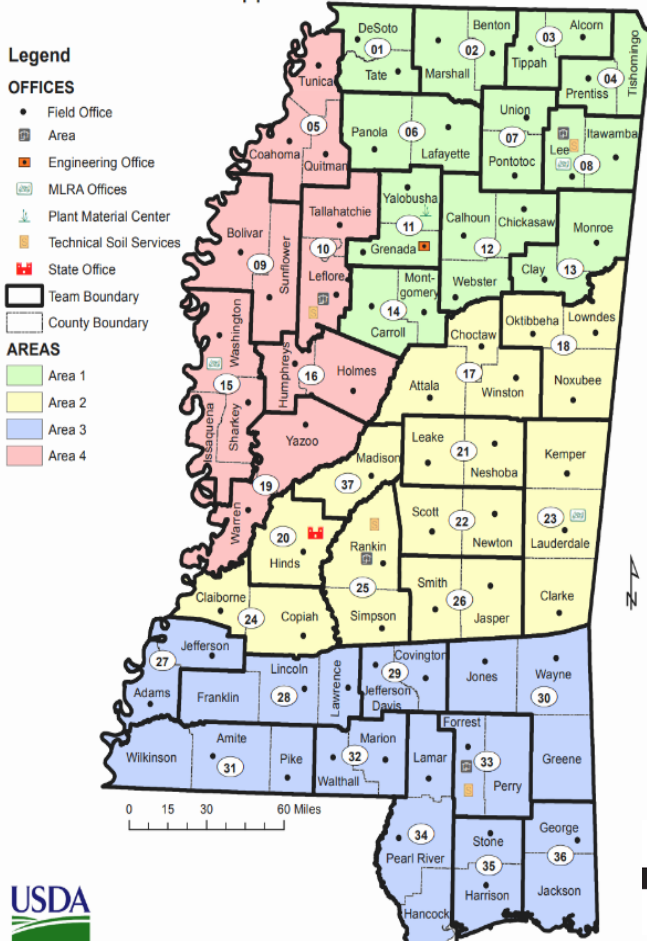 Legend
OFFICES
Field Office
Area
Engineering Office
MLRA Offices
Plant Material Center
Technical Soil Services
State Office
Team Boundary
County Boundary
AREAS
Area 1
Area 2
Area 3
Area 4
DeSoto
01
Tate
Benton
02
Marshall
03
Alcorn
Tippah
04
Prentiss
Tishomingo
Tunica
05
Coahoma
Quitman
Panola
06
Lafayette
Union
07
Pontotoc
Lee
Itawamba
08
Tallahatchie
10
Leflore
Yalobusha
11
Grenada
Calhoun
Chickasaw
12
Webster
Monroe
Clay
13
Bolivar
09
Sunflower
Mont-
gomery
14
Carroll
Choctaw
17
Attala
Winston
Oktibbeha
Lowndes
18
Noxubee
Washington
15
Issaquena
Sharkey
Humphreys
16
Holmes
Yazoo
19
Warren
Madison
37
Leake
21
Neshoba
Kemper
23
Lauderdale
Clarke
20
Hinds
Rankin
25
Simpson
Scott
22
Newton
Smith
26
Jasper
Claiborne
24
Copiah
Jefferson
27
Adams
Lincoln
Franklin
28
Lawrence
Covington
29
Jefferson
Davis
Jones
Wayne
30
Greene
Wilkinson
Amite
31
Pike
Marion
32
Walthall
Lamar
Forrest
33
Perry
34
Pearl River
Hancock
Stone
35
Harrison
George
36
Jackson
0 15 30 60 Miles
N
USDA